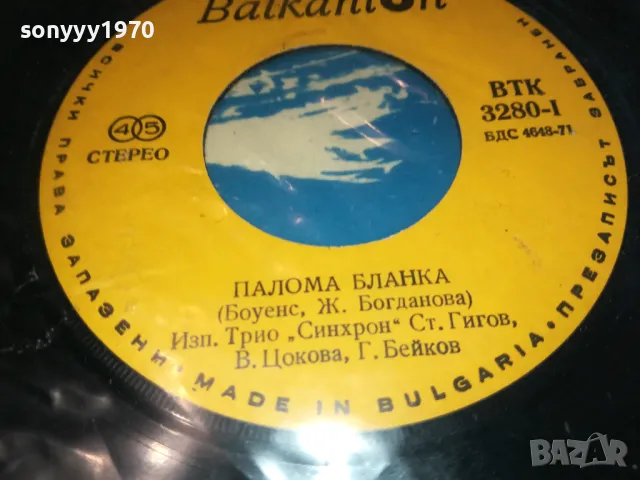 sonyyy1970
Balkanton
ВТК
3280-I
БДС 4648-71
45
СТЕРЕО
ПАЛОМА БЛАНКА
(Боуенс, Ж. Богданова)
Изп. Трио „Синхрон" Ст. Гигов,
В. Цокова, Г. Бейков
ВСИЧКИ ПРАВА ЗАПАЗЕНИ • MADE IN BULGARIA • ПРЕЗАПИСЪТ ЗАБРАНЕН
BAZAR